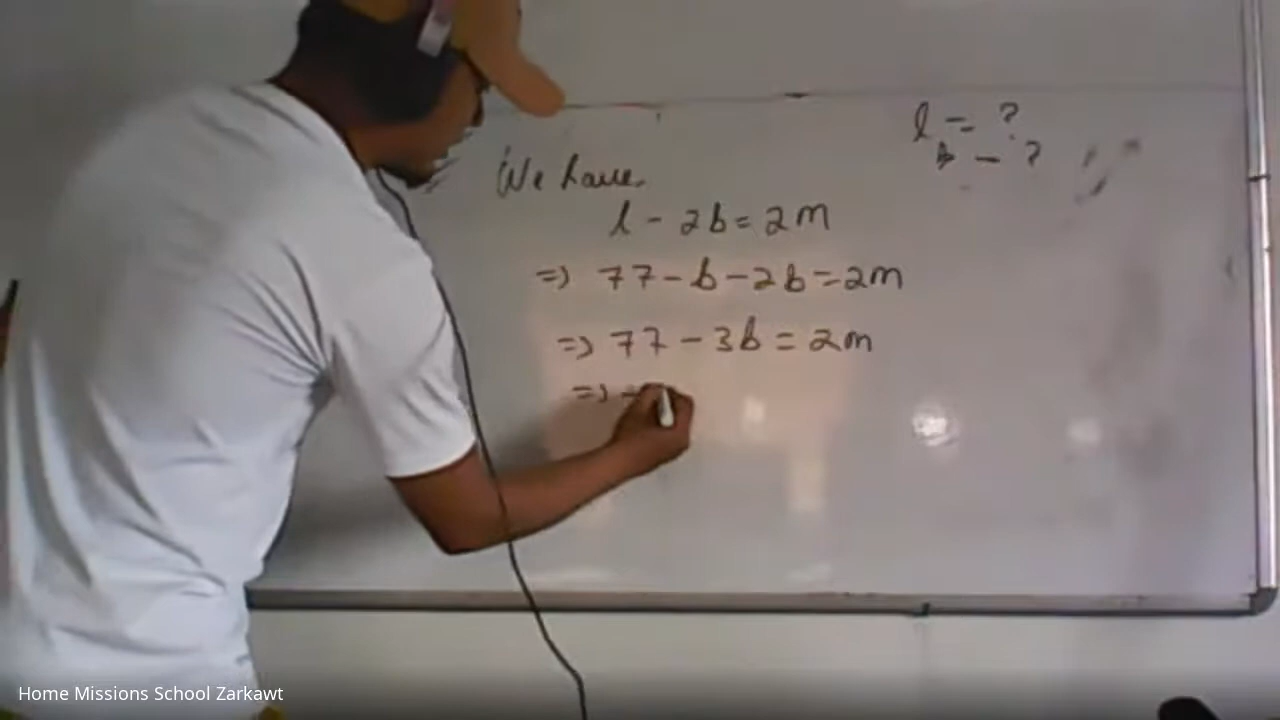 l = ?
b - ?
We have
l - 2b = 2m
=> 77 - b - 2b = 2m
=> 77 - 3b = 2m
=> -
Home Missions School Zarkawt